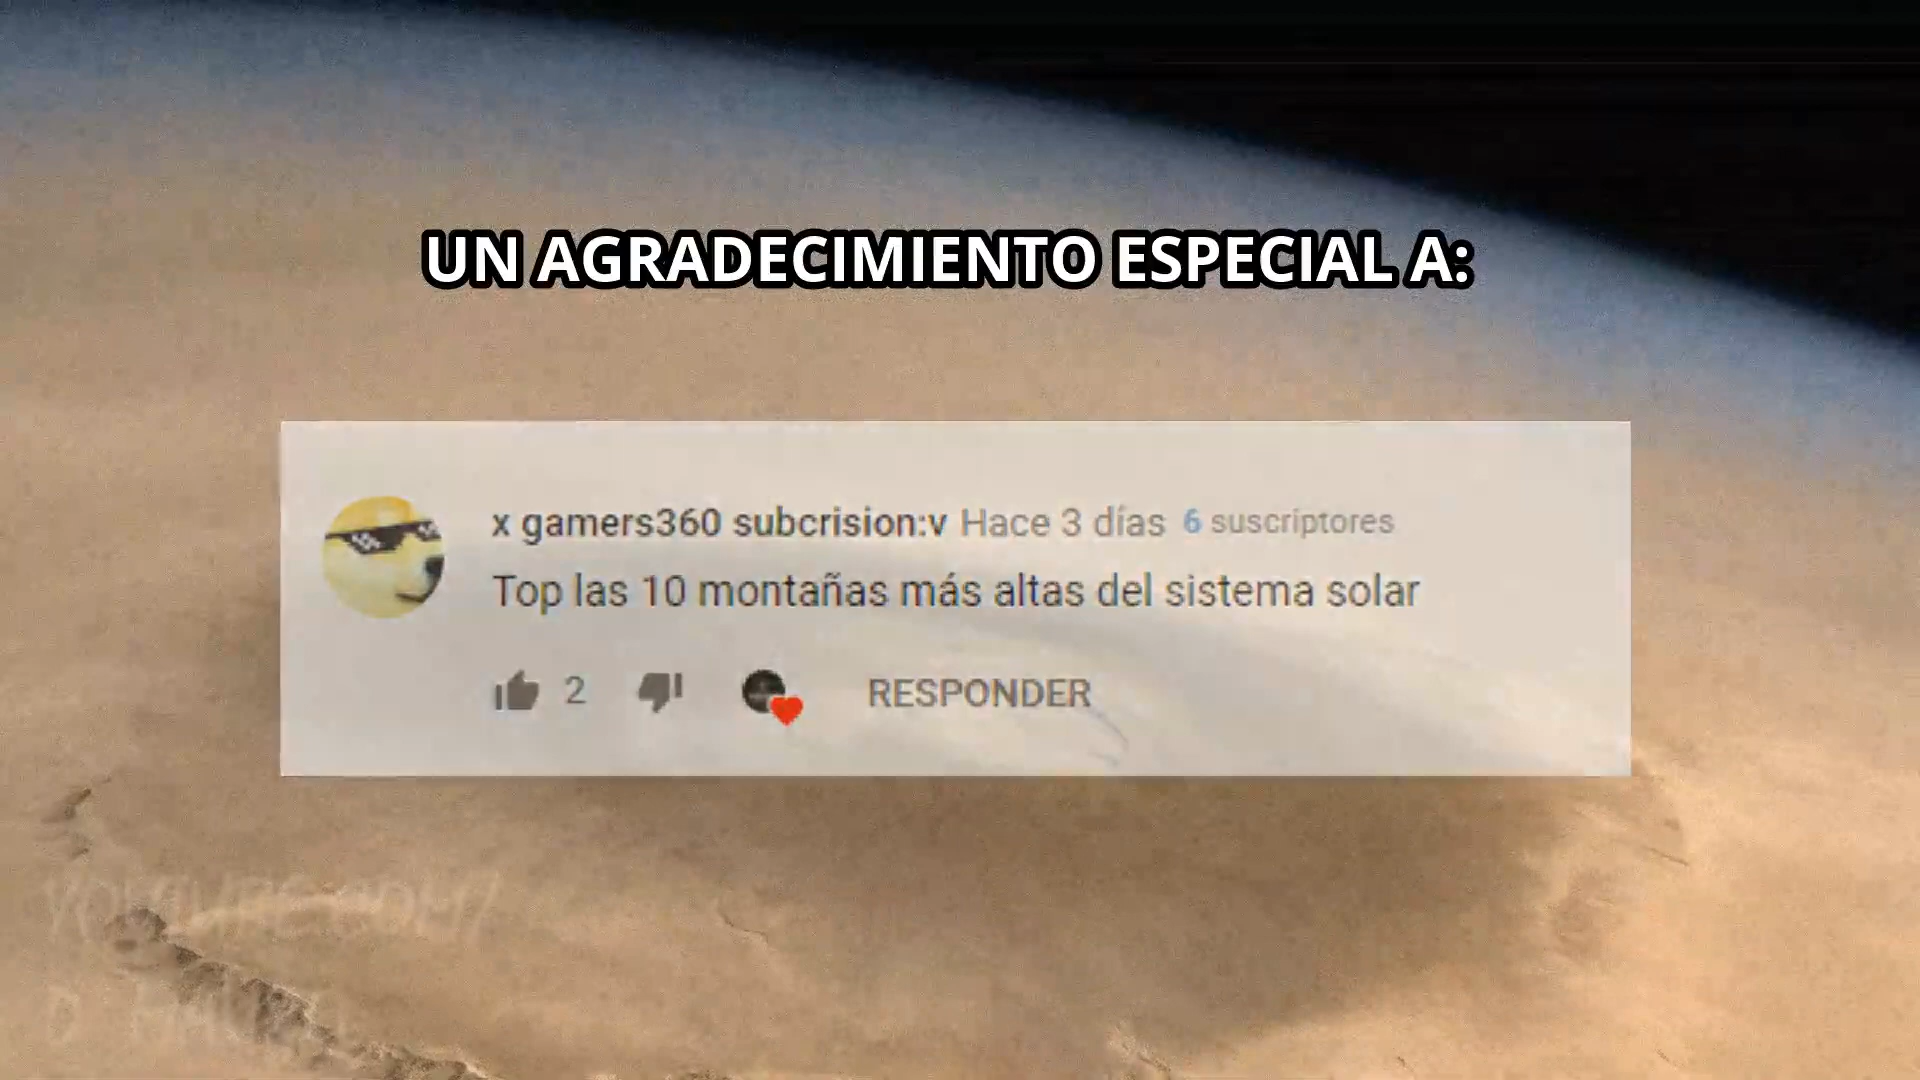 UN AGRADECIMIENTO ESPECIAL A:
x gamers360 subcrision:v Hace 3 días 6 suscriptores
Top las 10 montañas más altas del sistema solar
2 RESPONDER